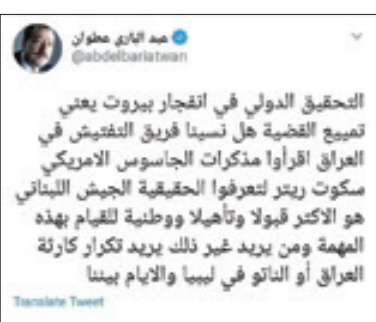 عبد الباري عطوان
@abdelbariatwan
التحقيق الدولي في انفجار بيروت يعني
تمييع القضية هل نسينا فريق التفتيش في
العراق اقرأوا مذكرات الجاسوس الامريكي
سكوت ريتر لتعرفوا الحقيقية الجيش اللبناني
هو الاكثر قبولا وتأهيلا ووطنية للقيام بهذه
المهمة ومن يريد غير ذلك يريد تكرار كارثة
العراق أو الناتو في ليبيا والايام بيننا
Translate Tweet